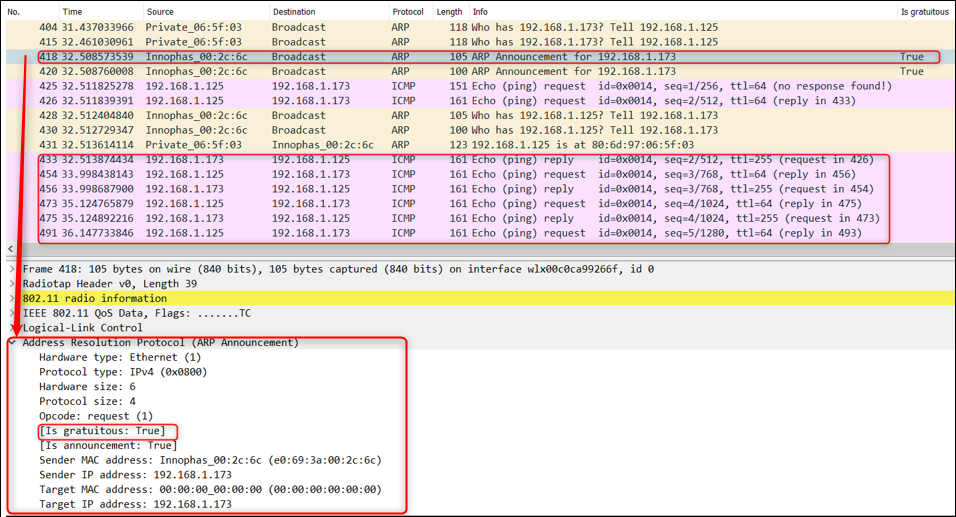 No. Time Source Destination Protocol Length Info Is gratuitous
404 31.437033966 Private_06:5f:03 Broadcast ARP 118 Who has 192.168.1.173? Tell 192.168.1.125
415 32.461030961 Private_06:5f:03 Broadcast ARP 118 Who has 192.168.1.173? Tell 192.168.1.125
418 32.508573539 Innophas_00:2c:6c Broadcast ARP 105 ARP Announcement for 192.168.1.173 True
420 32.508760008 Innophas_00:2c:6c Broadcast ARP 100 ARP Announcement for 192.168.1.173 True
425 32.511825278 192.168.1.125 192.168.1.173 ICMP 151 Echo (ping) request id=0x0014, seq=1/256, ttl=64 (no response found!)
426 32.511839391 192.168.1.125 192.168.1.173 ICMP 161 Echo (ping) request id=0x0014, seq=2/512, ttl=64 (reply in 433)
428 32.512404840 Innophas_00:2c:6c Broadcast ARP 105 Who has 192.168.1.125? Tell 192.168.1.173
430 32.512729347 Innophas_00:2c:6c Broadcast ARP 100 Who has 192.168.1.125? Tell 192.168.1.173
431 32.513614114 Private_06:5f:03 Innophas_00:2c:6c ARP 123 192.168.1.125 is at 80:6d:97:06:5f:03
433 32.513874434 192.168.1.173 192.168.1.125 ICMP 161 Echo (ping) reply id=0x0014, seq=2/512, ttl=255 (request in 426)
454 33.998438143 192.168.1.125 192.168.1.173 ICMP 161 Echo (ping) request id=0x0014, seq=3/768, ttl=64 (reply in 456)
456 33.998687900 192.168.1.173 192.168.1.125 ICMP 161 Echo (ping) reply id=0x0014, seq=3/768, ttl=255 (request in 454)
473 35.124765879 192.168.1.125 192.168.1.173 ICMP 161 Echo (ping) request id=0x0014, seq=4/1024, ttl=64 (reply in 475)
475 35.124892216 192.168.1.173 192.168.1.125 ICMP 161 Echo (ping) reply id=0x0014, seq=4/1024, ttl=255 (request in 473)
491 36.147733846 192.168.1.125 192.168.1.173 ICMP 161 Echo (ping) request id=0x0014, seq=5/1280, ttl=64 (reply in 493)
Frame 418: 105 bytes on wire (840 bits), 105 bytes captured (840 bits) on interface wlx00c0ca99266f, id 0
Radiotap Header v0, Length 39
802.11 radio information
IEEE 802.11 QoS Data, Flags: .......TC
Logical-Link Control
Address Resolution Protocol (ARP Announcement)
Hardware type: Ethernet (1)
Protocol type: IPv4 (0x0800)
Hardware size: 6
Protocol size: 4
Opcode: request (1)
[Is gratuitous: True]
[Is announcement: True]
Sender MAC address: Innophas_00:2c:6c (e0:69:3a:00:2c:6c)
Sender IP address: 192.168.1.173
Target MAC address: 00:00:00_00:00:00 (00:00:00:00:00:00)
Target IP address: 192.168.1.173